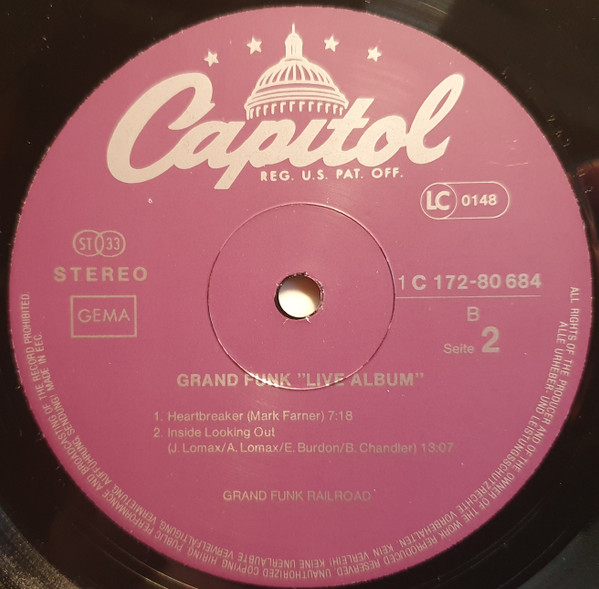 Capitol
REG. U.S. PAT. OFF.
LC 0148
ST 33
STEREO
GEMA
1 C 172-80 684
B
Seite 2
GRAND FUNK "LIVE ALBUM"
1. Heartbreaker (Mark Farner) 7:18
2. Inside Looking Out
(J. Lomax/A. Lomax/E. Burdon/B. Chandler) 13:07
GRAND FUNK RAILROAD
ALL RIGHTS OF THE PRODUCER AND OF THE OWNER OF THE WORK REPRODUCED RESERVED. UNAUTHORIZED COPYING HIRING PUBLIC PERFORMANCE AND BROADCASTING OF THE RECORD PROHIBITED.
ALLE URHEBER- UND LEISTUNGSSCHUTZRECHTE VORBEHALTEN. KEIN VERLEIH! KEINE UNERLAUBTE VERVIELFÄLTIGUNG, VERMIETUNG, AUFFÜHRUNG, SENDUNG! MADE IN EEC.